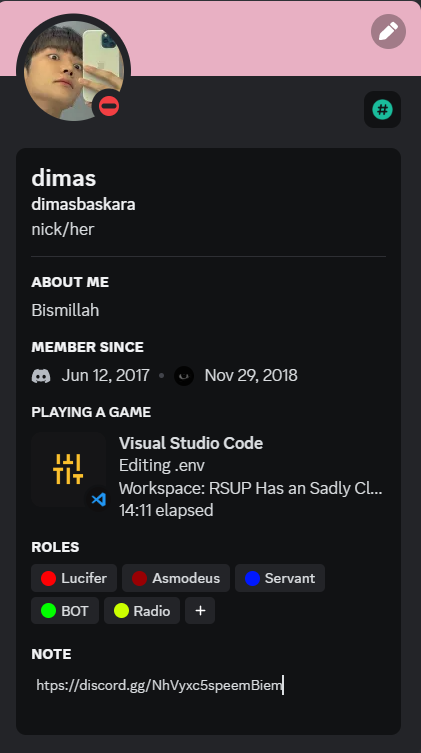 dimas
dimasbaskara
nick/her
ABOUT ME
Bismillah
MEMBER SINCE
Jun 12, 2017 • Nov 29, 2018
PLAYING A GAME
Visual Studio Code
Editing .env
Workspace: RSUP Has an Sadly Cl...
14:11 elapsed
ROLES
Lucifer Asmodeus Servant
BOT Radio +
NOTE
htps://discord.gg/NhVyxc5speemBiem